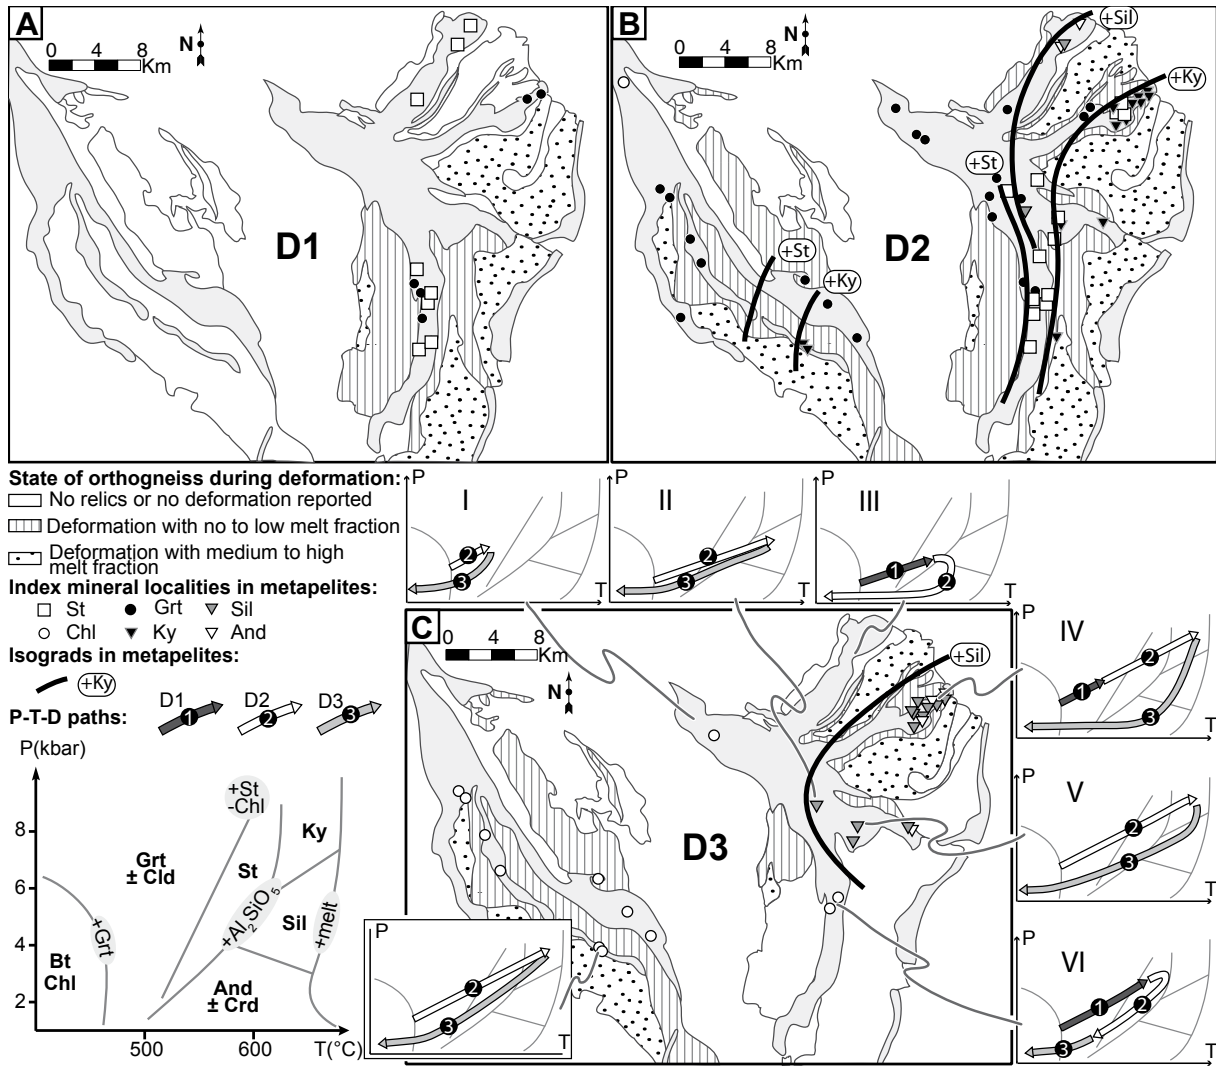 A
0 4 8
Km
N
D1
B
0 4 8
Km
N
+Sil
+Ky
+St
+St
+Ky
D2
State of orthogneiss during deformation:
No relics or no deformation reported
Deformation with no to low melt fraction
Deformation with medium to high
melt fraction
Index mineral localities in metapelites:
St Grt Sil
Chl Ky And
Isograds in metapelites:
+Ky
D1 D2 D3
1 2 3
P-T-D paths:
P(kbar)
8
6
4
2
500 600 T(°C)
+St
-Chl
Ky
Grt
± Cld
St
+Al2SiO5
Sil
+melt
+Grt
Bt
Chl
And
± Crd
P
I
2
3
T
P
II
2
3
T
P
III
1
2
T
C
0 4 8
Km
N
+Sil
D3
P
2
3
T
P
IV
1
2
3
T
P
V
2
3
T
P
VI
1
2
3
T